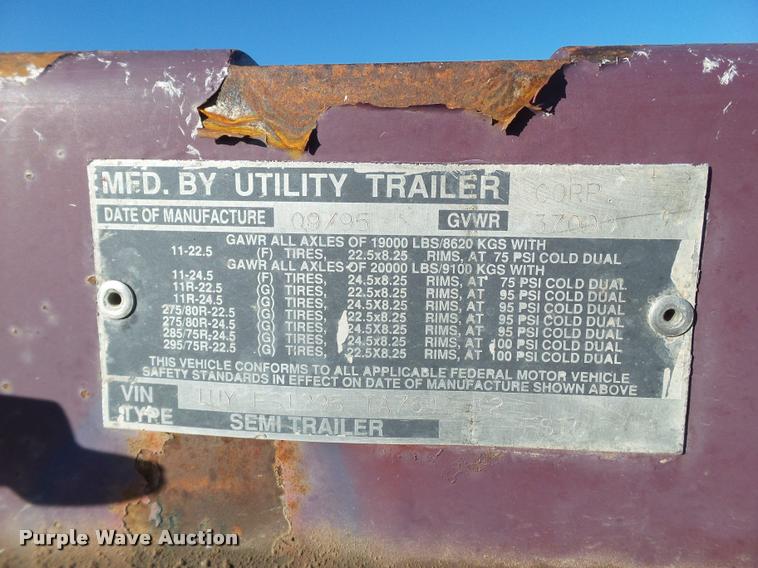 MFD. BY UTILITY TRAILER CORP.
DATE OF MANUFACTURE 09/95 GVWR
GAWR ALL AXLES OF 19000 LBS/8620 KGS WITH
11-22.5 (F) TIRES, 22.5x8.25 RIMS, AT 75 PSI COLD DUAL
GAWR ALL AXLES OF 20000 LBS/9100 KGS WITH
11-24.5 (F) TIRES, 24.5x8.25 RIMS, AT 75 PSI COLD DUAL
11R-22.5 (G) TIRES, 22.5x8.25 RIMS, AT 95 PSI COLD DUAL
11R-24.5 (G) TIRES, 24.5x8.25 RIMS, AT 95 PSI COLD DUAL
275/80R-22.5 (G) TIRES, 22.5x8.25 RIMS, AT 95 PSI COLD DUAL
275/80R-24.5 (G) TIRES, 24.5x8.25 RIMS, AT 95 PSI COLD DUAL
285/75R-24.5 (G) TIRES, 24.5x8.25 RIMS, AT 100 PSI COLD DUAL
295/75R-22.5 (G) TIRES, 22.5x8.25 RIMS, AT 100 PSI COLD DUAL
THIS VEHICLE CONFORMS TO ALL APPLICABLE FEDERAL MOTOR VEHICLE
SAFETY STANDARDS IN EFFECT ON DATE OF MANUFACTURE SHOWN ABOVE
VIN
TYPE SEMI TRAILER
Purple Wave Auction